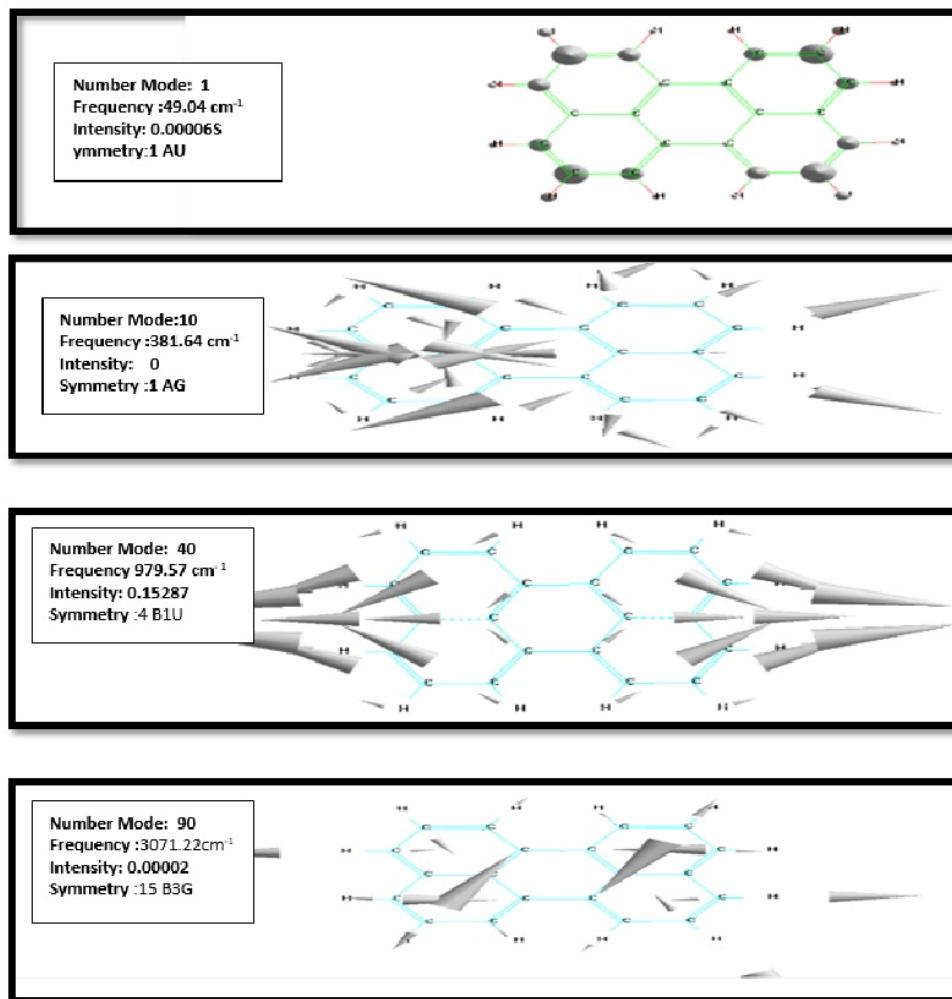 Number Mode: 1
Frequency :49.04 cm-1
Intensity: 0.00006S
ymmetry:1 AU
Number Mode:10
Frequency :381.64 cm-1
Intensity: 0
Symmetry :1 AG
Number Mode: 40
Frequency 979.57 cm-1
Intensity: 0.15287
Symmetry :4 B1U
Number Mode: 90
Frequency :3071.22cm-1
Intensity: 0.00002
Symmetry :15 B3G